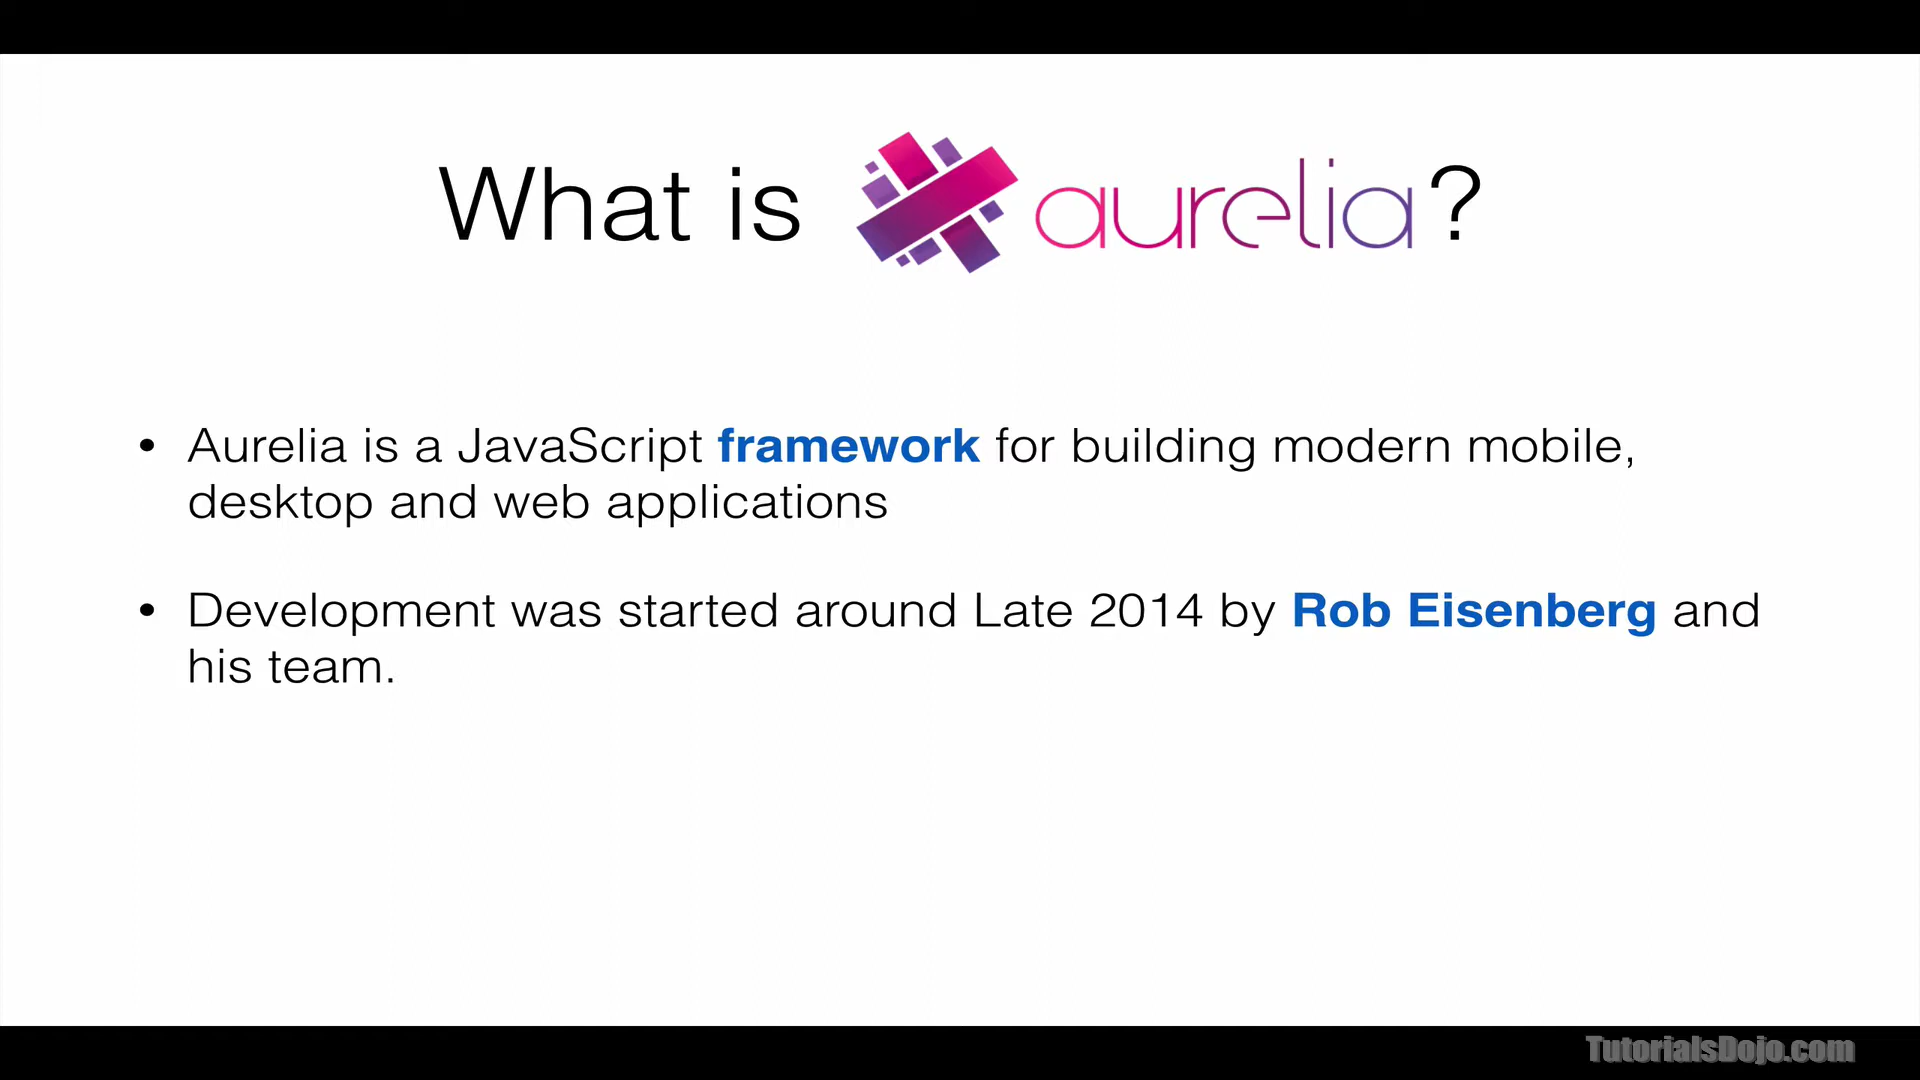 What is aurelia?
• Aurelia is a JavaScript framework for building modern mobile,
desktop and web applications
• Development was started around Late 2014 by Rob Eisenberg and
his team.
TutorialsDojo.com